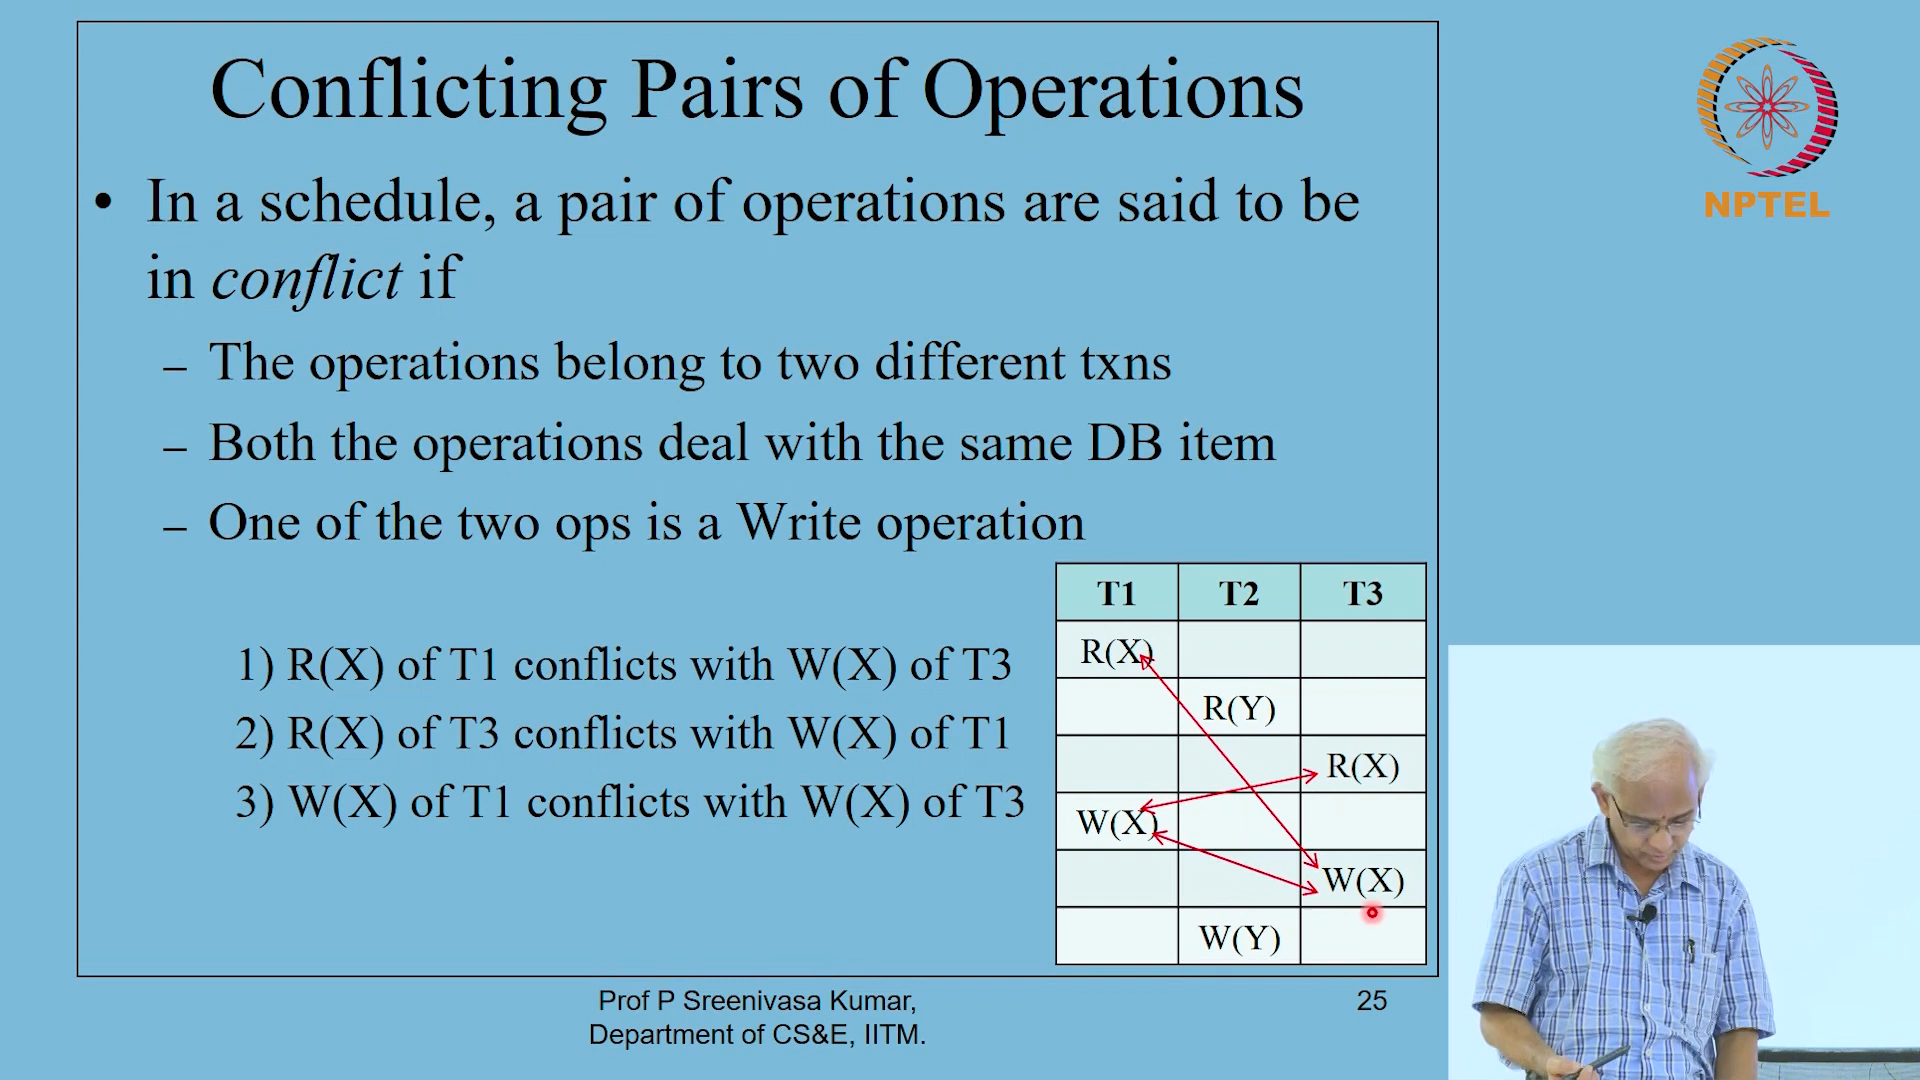 Conflicting Pairs of Operations
NPTEL
• In a schedule, a pair of operations are said to be
in conflict if
– The operations belong to two different txns
– Both the operations deal with the same DB item
– One of the two ops is a Write operation
1) R(X) of T1 conflicts with W(X) of T3
2) R(X) of T3 conflicts with W(X) of T1
3) W(X) of T1 conflicts with W(X) of T3
T1 T2 T3
R(X)
R(Y)
R(X)
W(X)
W(X)
W(Y)
Prof P Sreenivasa Kumar,
Department of CS&E, IITM.
25